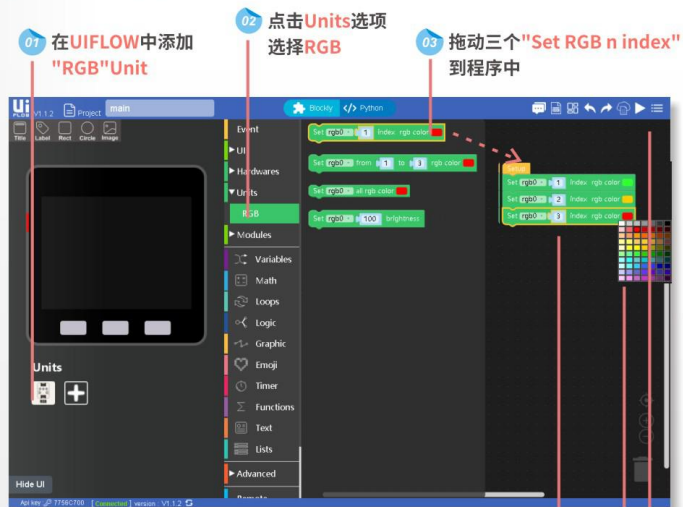 01 在UIFLOW中添加
"RGB"Unit
02 点击Units选项
选择RGB
03 拖动三个"Set RGB n index"
到程序中
Ui FLOW V1.1.2 Project main Blockly </> Python
Title Label Rect Circle Image
Event
UI
Hardwares
Units
RGB
Modules
Variables
Math
Loops
Logic
Graphic
Emoji
Timer
Functions
Text
Lists
Advanced
Remote
Set rgb0 1 Index rgb color
Set rgb0 from 1 to 3 rgb color
Set rgb0 all rgb color
Set rgb0 100 brightness
Setup
Set rgb0 1 Index rgb color
Set rgb0 2 Index rgb color
Set rgb0 3 Index rgb color
Units
Hide UI
Api key 7756C700 [Connected] version : V1.1.2